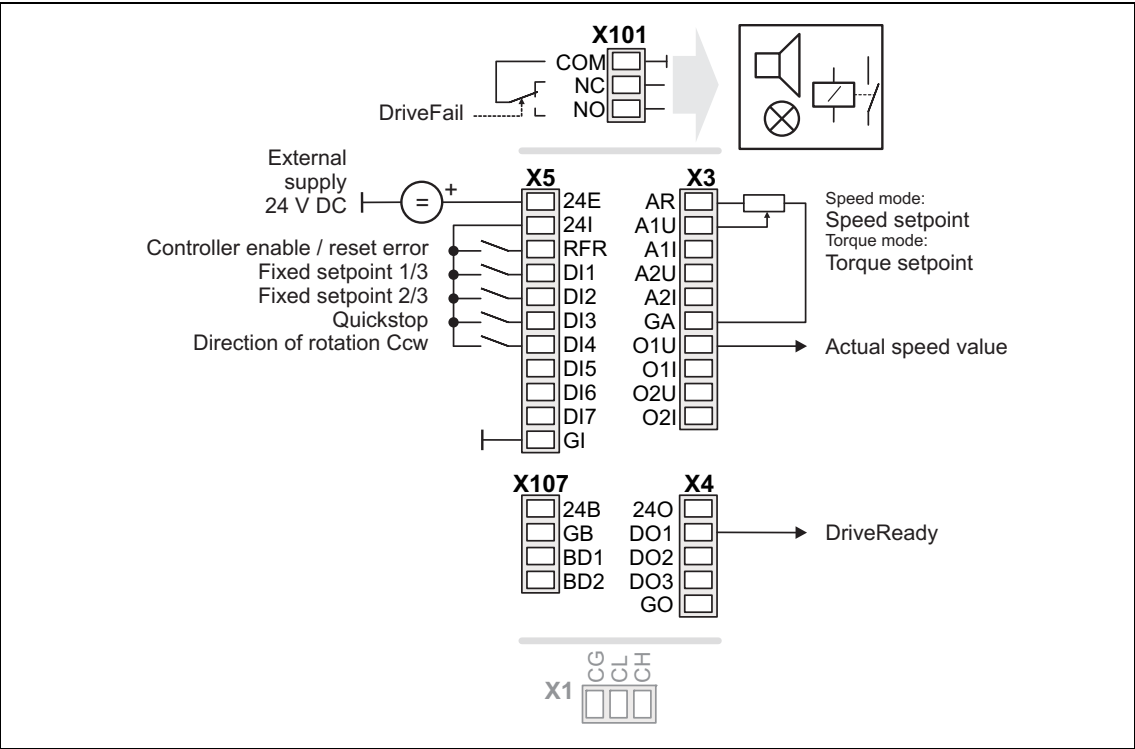 X101
COM
NC
NO
DriveFail
External
supply
24 V DC
=
+
X5
24E
24I
RFR
DI1
DI2
DI3
DI4
DI5
DI6
DI7
GI
Controller enable / reset error
Fixed setpoint 1/3
Fixed setpoint 2/3
Quickstop
Direction of rotation Ccw
X3
AR
A1U
A1I
A2U
A2I
GA
O1U
O1I
O2U
O2I
Speed mode:
Speed setpoint
Torque mode:
Torque setpoint
Actual speed value
X107
24B
GB
BD1
BD2
X4
24O
DO1
DO2
DO3
GO
DriveReady
X1
CG
CL
CH